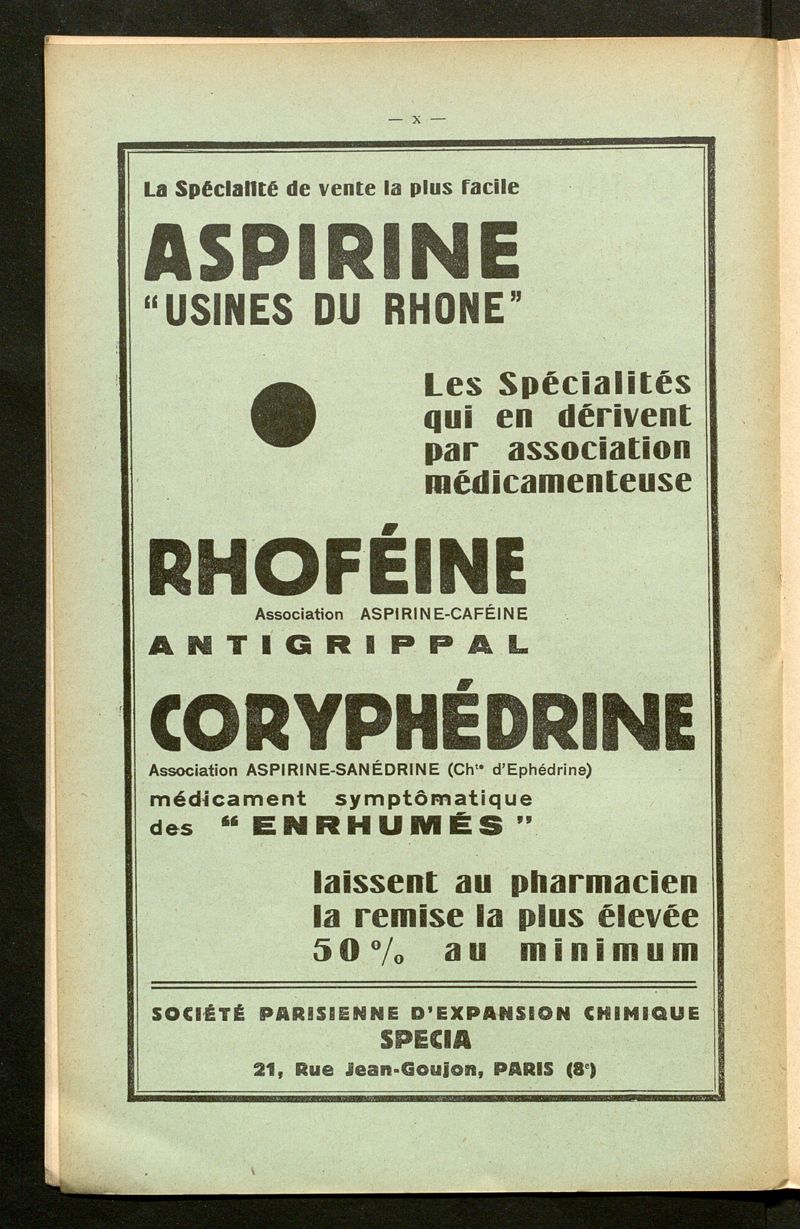 — X —
La Spécialité de vente la plus facile
ASPIRINE
“USINES DU RHONE”
Les Spécialités
qui en dérivent
par association
médicamenteuse
RHOFÉINE
Association ASPIRINE-CAFÉINE
ANTIGRIPPAL
CORYPHÉDRINE
Association ASPIRINE-SANÉDRINE (Chte d'Ephédrine)
médicament symptômatique
des “ENRHUMÉS”
laissent au pharmacien
la remise la plus élevée
50 % au minimum
SOCIÉTÉ PARISIENNE D'EXPANSION CHIMIQUE
SPECIA
21, Rue Jean-Goujon, PARIS (8e)